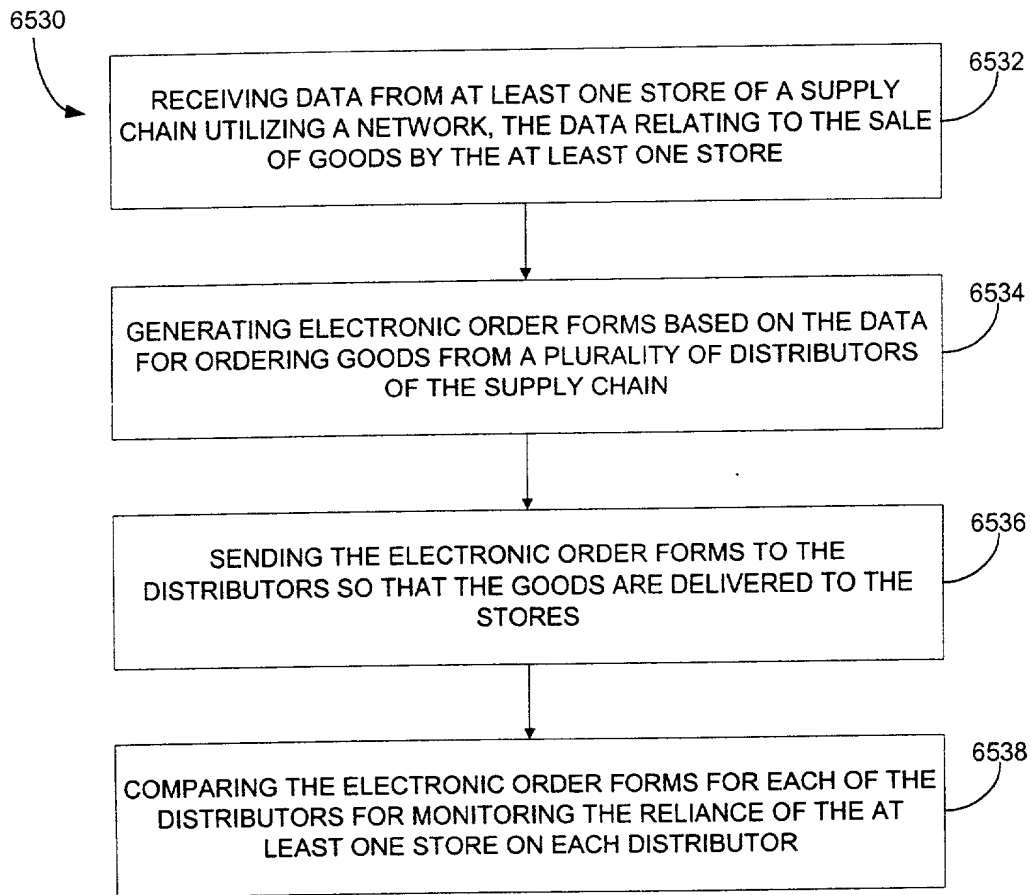 6530
6532
RECEIVING DATA FROM AT LEAST ONE STORE OF A SUPPLY
CHAIN UTILIZING A NETWORK, THE DATA RELATING TO THE SALE
OF GOODS BY THE AT LEAST ONE STORE
6534
GENERATING ELECTRONIC ORDER FORMS BASED ON THE DATA
FOR ORDERING GOODS FROM A PLURALITY OF DISTRIBUTORS
OF THE SUPPLY CHAIN
6536
SENDING THE ELECTRONIC ORDER FORMS TO THE
DISTRIBUTORS SO THAT THE GOODS ARE DELIVERED TO THE
STORES
6538
COMPARING THE ELECTRONIC ORDER FORMS FOR EACH OF THE
DISTRIBUTORS FOR MONITORING THE RELIANCE OF THE AT
LEAST ONE STORE ON EACH DISTRIBUTOR